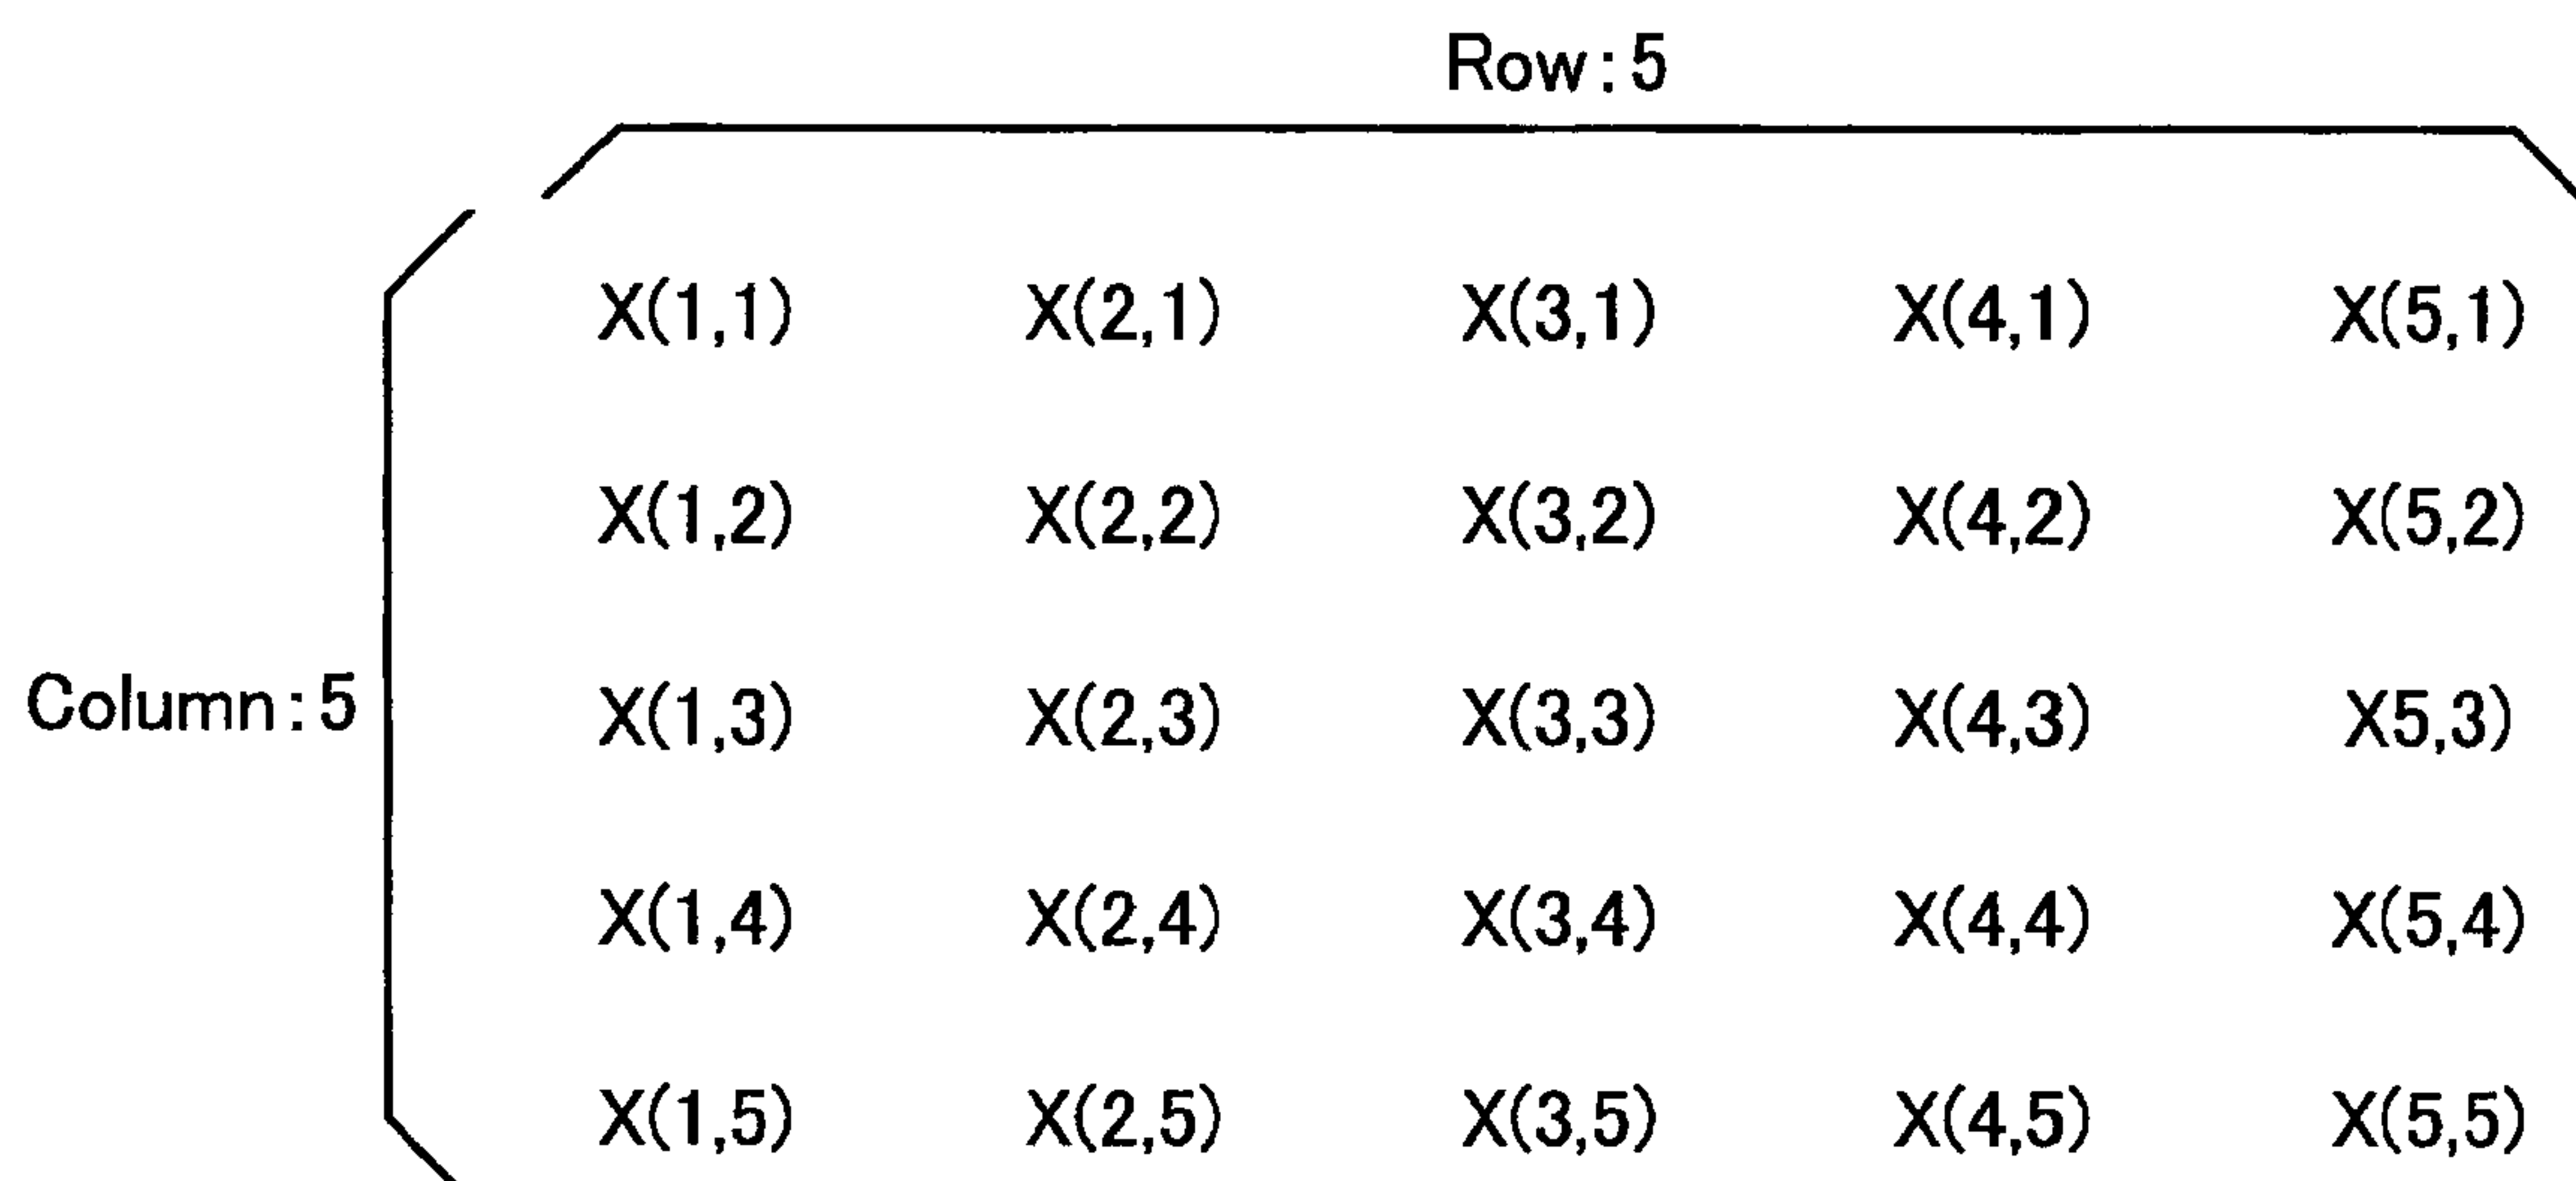 Row:5
X(1,1) X(2,1) X(3,1) X(4,1) X(5,1)
X(1,2) X(2,2) X(3,2) X(4,2) X(5,2)
Column:5 X(1,3) X(2,3) X(3,3) X(4,3) X5,3)
X(1,4) X(2,4) X(3,4) X(4,4) X(5,4)
X(1,5) X(2,5) X(3,5) X(4,5) X(5,5)